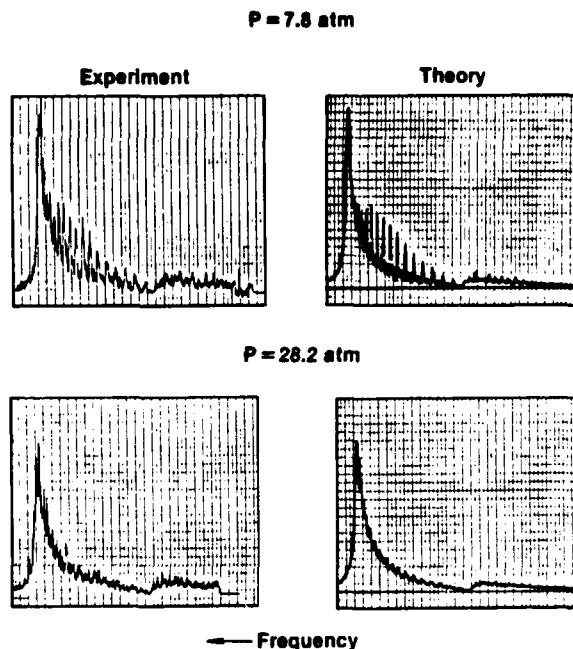 P = 7.8 atm
Experiment
Theory
P = 28.2 atm
Frequency